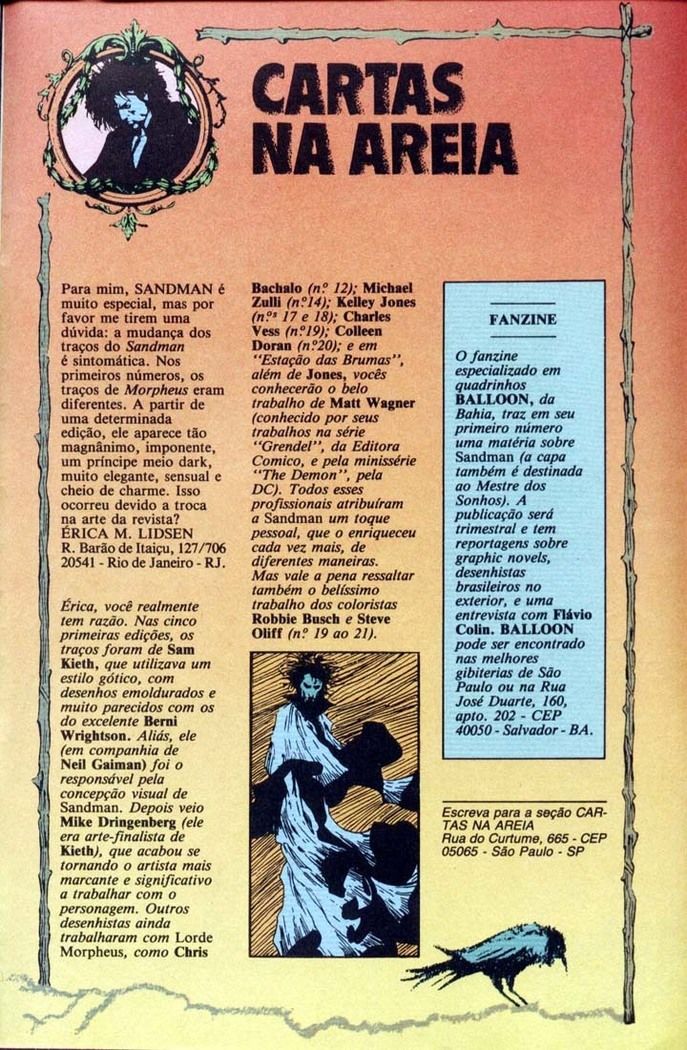 CARTAS
NA AREIA
Para mim, SANDMAN é
muito especial, mas por
favor me tirem uma
dúvida: a mudança dos
traços do Sandman
é sintomática. Nos
primeiros números, os
traços de Morpheus eram
diferentes. A partir de
uma determinada
edição, ele aparece tão
magnânimo, imponente,
um príncipe meio dark,
muito elegante, sensual e
cheio de charme. Isso
ocorreu devido a troca
na arte da revista?
ÉRICA M. LIDSEN
R. Barão de Itaiçu, 127/706
20541 - Rio de Janeiro - RJ.
Érica, você realmente
tem razão. Nas cinco
primeiras edições, os
traços foram de Sam
Kieth, que utilizava um
estilo gótico, com
desenhos emoldurados e
muito parecidos com os
do excelente Berni
Wrightson. Aliás, ele
(em companhia de
Neil Gaiman) foi o
responsável pela
concepção visual de
Sandman. Depois veio
Mike Dringenberg (ele
era arte-finalista de
Kieth), que acabou se
tornando o artista mais
marcante e significativo
a trabalhar com o
personagem. Outros
desenhistas ainda
trabalharam com Lorde
Morpheus, como Chris
Bachalo (n.º 12); Michael
Zulli (n.º14); Kelley Jones
(n.ºs 17 e 18); Charles
Vess (n.º19); Colleen
Doran (n.º20); e em
"Estação das Brumas",
além de Jones, vocês
conhecerão o belo
trabalho de Matt Wagner
(conhecido por seus
trabalhos na série
"Grendel", da Editora
Comico, e pela minissérie
"The Demon", pela
DC). Todos esses
profissionais atribuíram
a Sandman um toque
pessoal, que o enriqueceu
cada vez mais, de
diferentes maneiras.
Mas vale a pena ressaltar
também o belíssimo
trabalho dos coloristas
Robbie Busch e Steve
Oliff (n.º 19 ao 21).
FANZINE
O fanzine
especializado em
quadrinhos
BALLOON, da
Bahia, traz em seu
primeiro número
uma matéria sobre
Sandman (a capa
também é destinada
ao Mestre dos
Sonhos). A
publicação será
trimestral e tem
reportagens sobre
graphic novels,
desenhistas
brasileiros no
exterior, e uma
entrevista com Flávio
Colin. BALLOON
pode ser encontrado
nas melhores
gibiterias de São
Paulo ou na Rua
José Duarte, 160,
apto. 202 - CEP
40050 - Salvador - BA.
Escreva para a seção CAR-
TAS NA AREIA
Rua do Curtume, 665 - CEP
05065 - São Paulo - SP